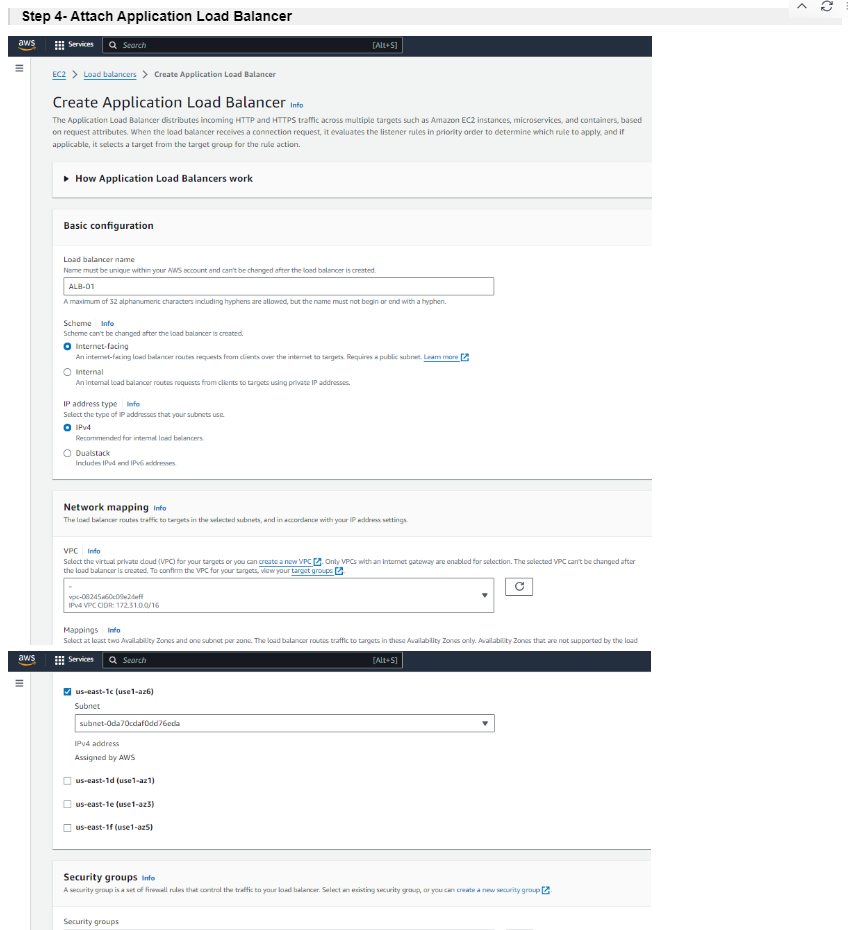 Step 4- Attach Application Load Balancer
aws Services Search [Alt+S]
EC2 > Load balancers > Create Application Load Balancer
Create Application Load Balancer Info
The Application Load Balancer distributes incoming HTTP and HTTPS traffic across multiple targets such as Amazon EC2 instances, microservices, and containers, based
on request attributes. When the load balancer receives a connection request, it evaluates the listener rules in priority order to determine which rule to apply, and if
applicable, it selects a target from the target group for the rule action.
How Application Load Balancers work
Basic configuration
Load balancer name
Name must be unique within your AWS account and can't be changed after the load balancer is created.
ALB-01
A maximum of 32 alphanumeric characters including hyphens are allowed, but the name must not begin or end with a hyphen.
Scheme Info
Scheme can't be changed after the load balancer is created.
Internet-facing
An internet-facing load balancer routes requests from clients over the internet to targets. Requires a public subnet. Learn more
Internal
An internal load balancer routes requests from clients to targets using private IP addresses.
IP address type Info
Select the type of IP addresses that your subnets use.
IPv4
Recommended for internal load balancers.
Dualstack
Includes IPv4 and IPv6 addresses.
Network mapping Info
The load balancer routes traffic to targets in the selected subnets, and in accordance with your IP address settings.
VPC Info
Select the virtual private cloud (VPC) for your targets or you can create a new VPC. Only VPCs with an internet gateway are enabled for selection. The selected VPC can't be changed after
the load balancer is created. To confirm the VPC for your targets, view your target groups.
-
vpc-08245a60c09e24eff
IPv4 VPC CIDR: 172.31.0.0/16
Mappings Info
Select at least two Availability Zones and one subnet per zone. The load balancer routes traffic to targets in these Availability Zones only. Availability Zones that are not supported by the load
aws Services Search [Alt+S]
us-east-1c (use1-az6)
Subnet
subnet-0da70cdaf0dd76eda
IPv4 address
Assigned by AWS
us-east-1d (use1-az1)
us-east-1e (use1-az3)
us-east-1f (use1-az5)
Security groups Info
A security group is a set of firewall rules that control the traffic to your load balancer. Select an existing security group, or you can create a new security group.
Security groups